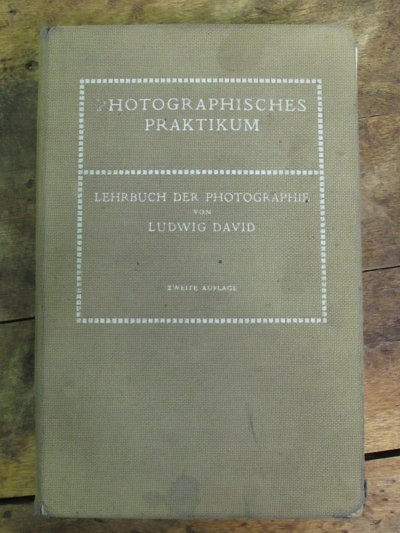 PHOTOGRAPHISCHES
PRAKTIKUM
LEHRBUCH DER PHOTOGRAPHIE
VON
LUDWIG DAVID
ZWEITE AUFLAGE